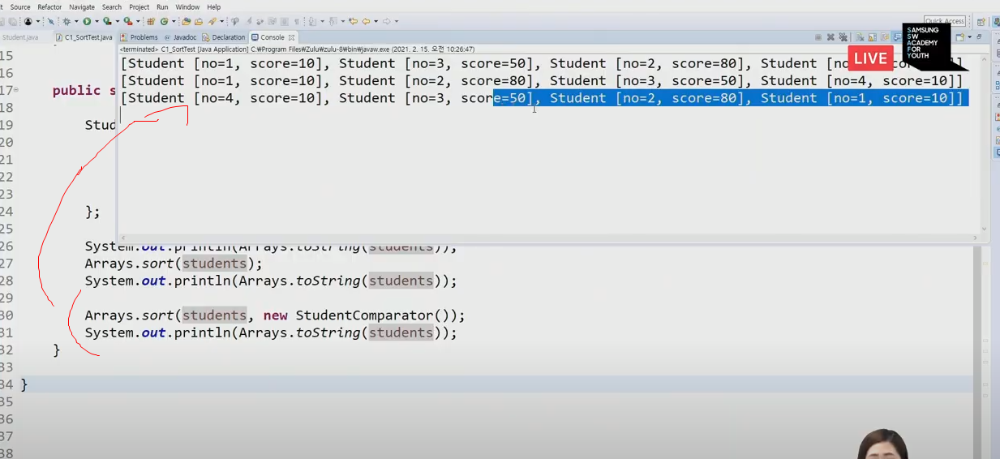 Source Refactor Navigate Search Project Run Window Help
Quick Access
Student.java C1_SortTest.java Problems Javadoc Declaration Console
<terminated> C1_SortTest [Java Application] C:₩Program Files₩Zulu₩zulu-8₩bin₩javaw.exe (2021. 2. 15. 오전 10:26:47)
SAMSUNG
SW
ACADEMY
FOR
YOUTH
LIVE
[Student [no=1, score=10], Student [no=3, score=50], Student [no=2, score=80], Student
[Student [no=1, score=10], Student [no=2, score=80], Student [no=3, score=50], Student [no=4, score=10]]
[Student [no=4, score=10], Student [no=3, score=50], Student [no=2, score=80], Student [no=1, score=10]]
15
16
17 public
18
19 Stud
20
21
22
23
24 };
25
26 System.out.println(Arrays.toString(students));
27 Arrays.sort(students);
28 System.out.println(Arrays.toString(students));
29
30 Arrays.sort(students, new StudentComparator());
31 System.out.println(Arrays.toString(students));
32 }
33
34 }
35
36
37
38